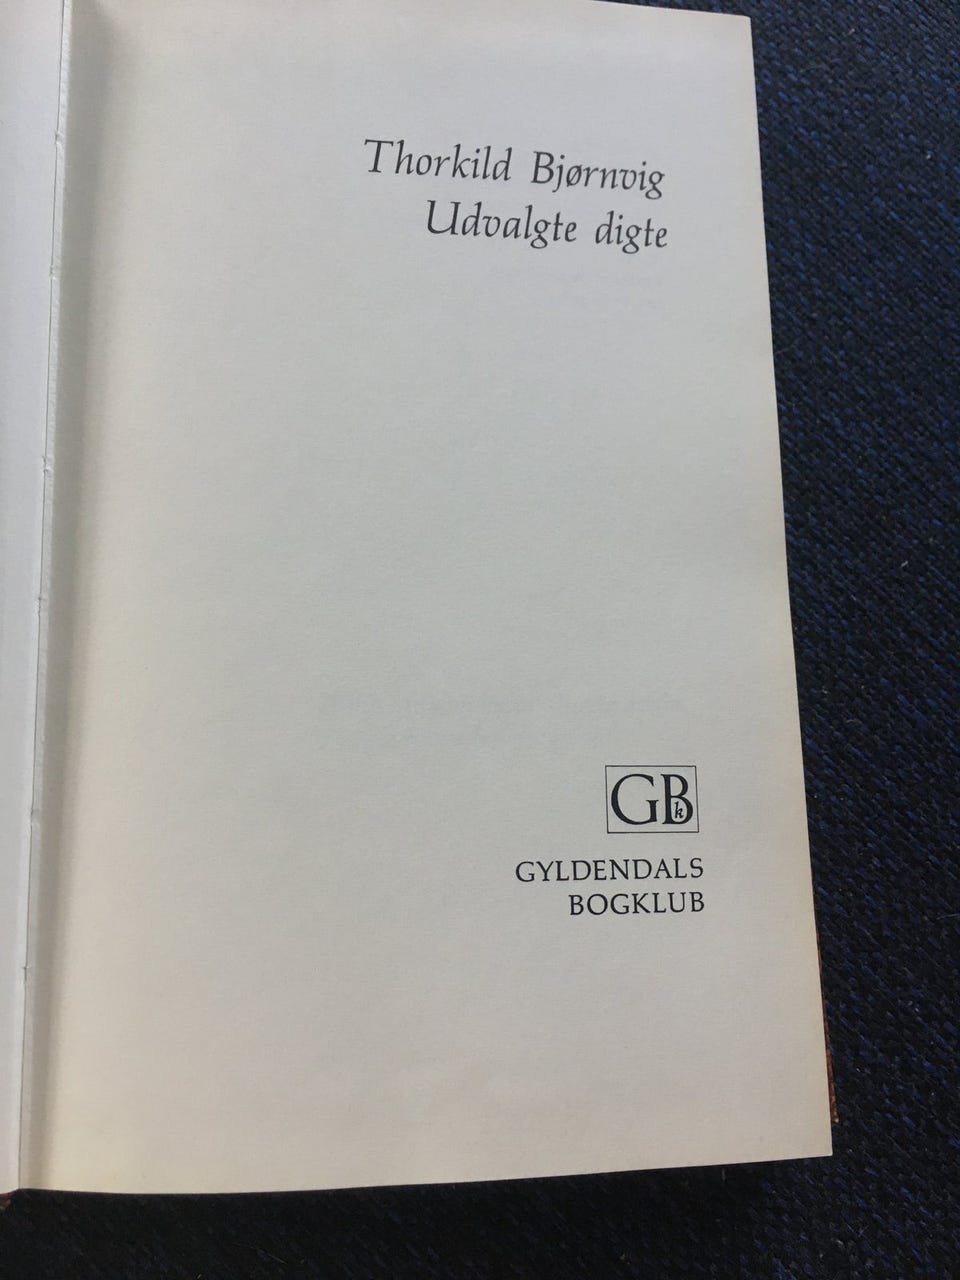 Thorkild Bjørnvig
Udvalgte digte
GBk
GYLDENDALS
BOGKLUB